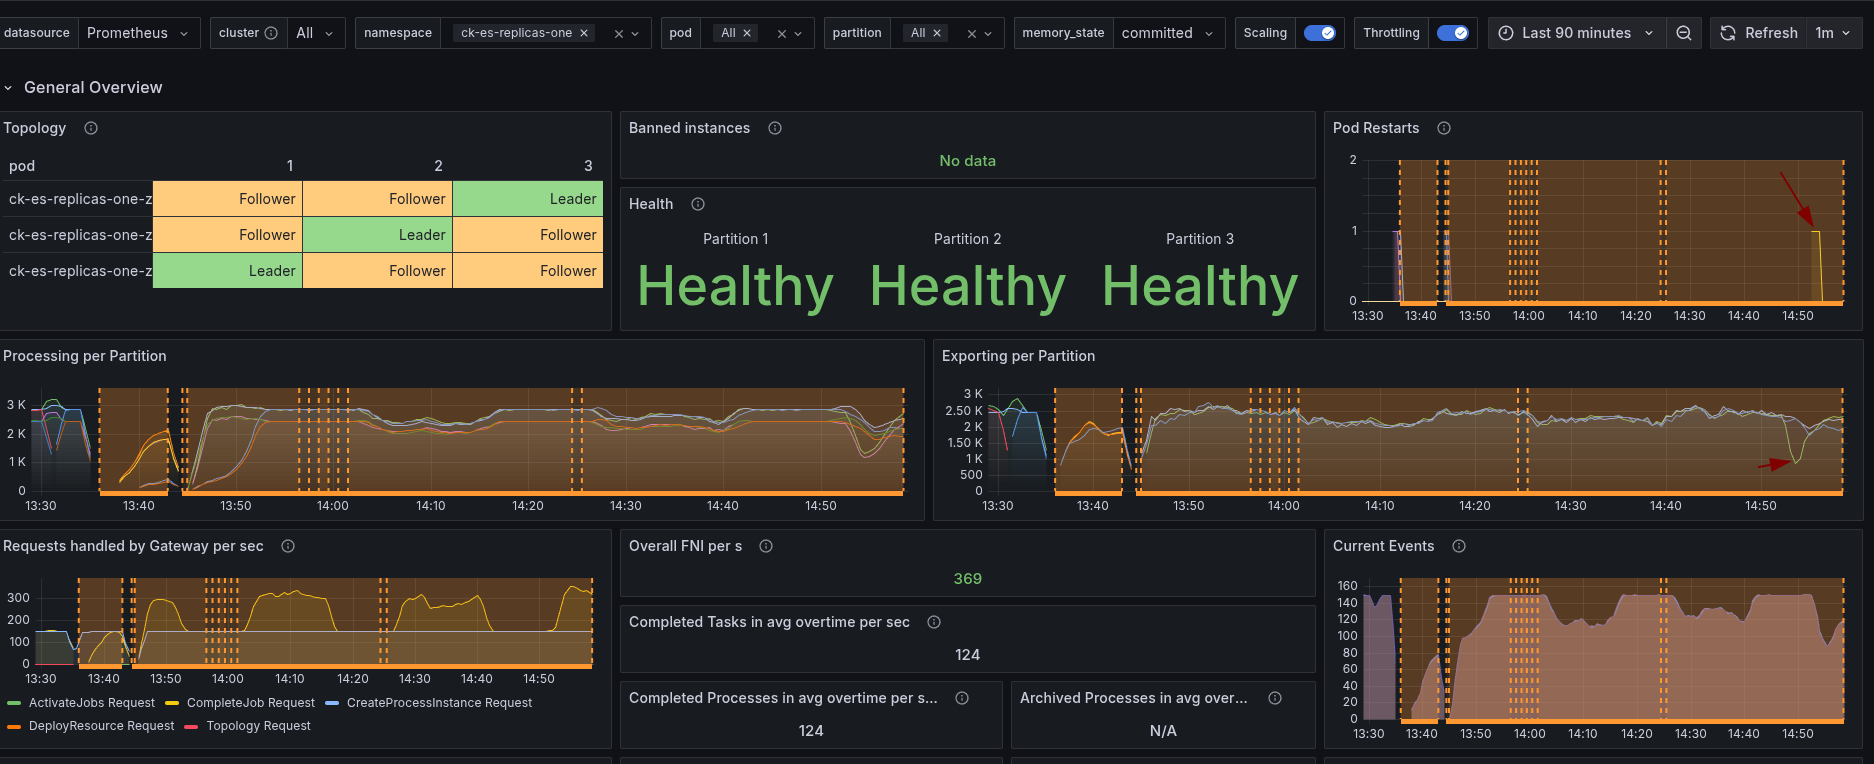 datasource Prometheus cluster All namespace ck-es-replicas-one pod All partition All memory_state committed Scaling Throttling Last 90 minutes Refresh 1m
General Overview
Topology
pod 1 2 3
ck-es-replicas-one-z Follower Follower Leader
ck-es-replicas-one-z Follower Leader Follower
ck-es-replicas-one-z Leader Follower Follower
Banned instances
No data
Health
Partition 1 Partition 2 Partition 3
Healthy Healthy Healthy
Pod Restarts
2
1
0
13:30 13:40 13:50 14:00 14:10 14:20 14:30 14:40 14:50
Processing per Partition
3 K
2 K
1 K
0
13:30 13:40 13:50 14:00 14:10 14:20 14:30 14:40 14:50
Exporting per Partition
3 K
2.50 K
2 K
1.50 K
1 K
500
0
13:30 13:40 13:50 14:00 14:10 14:20 14:30 14:40 14:50
Requests handled by Gateway per sec
300
200
100
0
13:30 13:40 13:50 14:00 14:10 14:20 14:30 14:40 14:50
ActivateJobs Request CompleteJob Request CreateProcessInstance Request
DeployResource Request Topology Request
Overall FNI per s
369
Completed Tasks in avg overtime per sec
124
Completed Processes in avg overtime per s...
124
Archived Processes in avg over...
N/A
Current Events
160
140
120
100
80
60
40
20
0
13:30 13:40 13:50 14:00 14:10 14:20 14:30 14:40 14:50